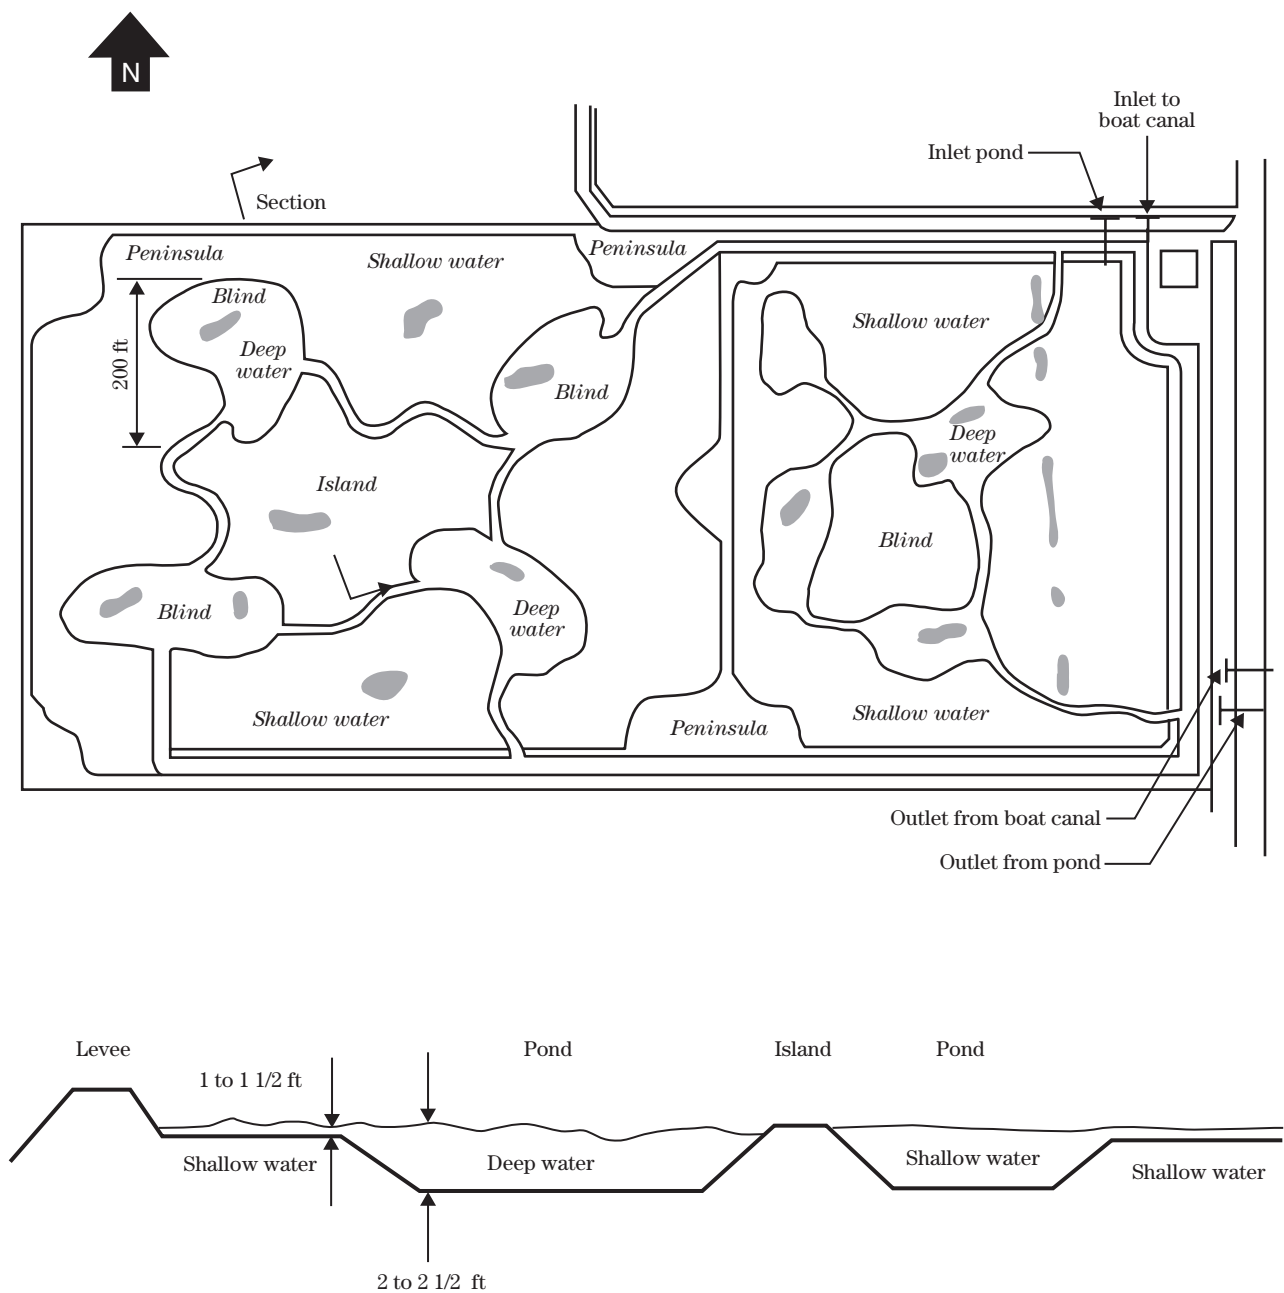 N
Inlet to
boat canal
Inlet pond
Section
Peninsula
Shallow water
Peninsula
Blind
200 ft
Deep
water
Shallow water
Blind
Deep
water
Island
Blind
Blind
Deep
water
Shallow water
Peninsula
Shallow water
Outlet from boat canal
Outlet from pond
Levee
Pond
Island
Pond
1 to 1 1/2 ft
Shallow water
Deep water
Shallow water
Shallow water
2 to 2 1/2 ft